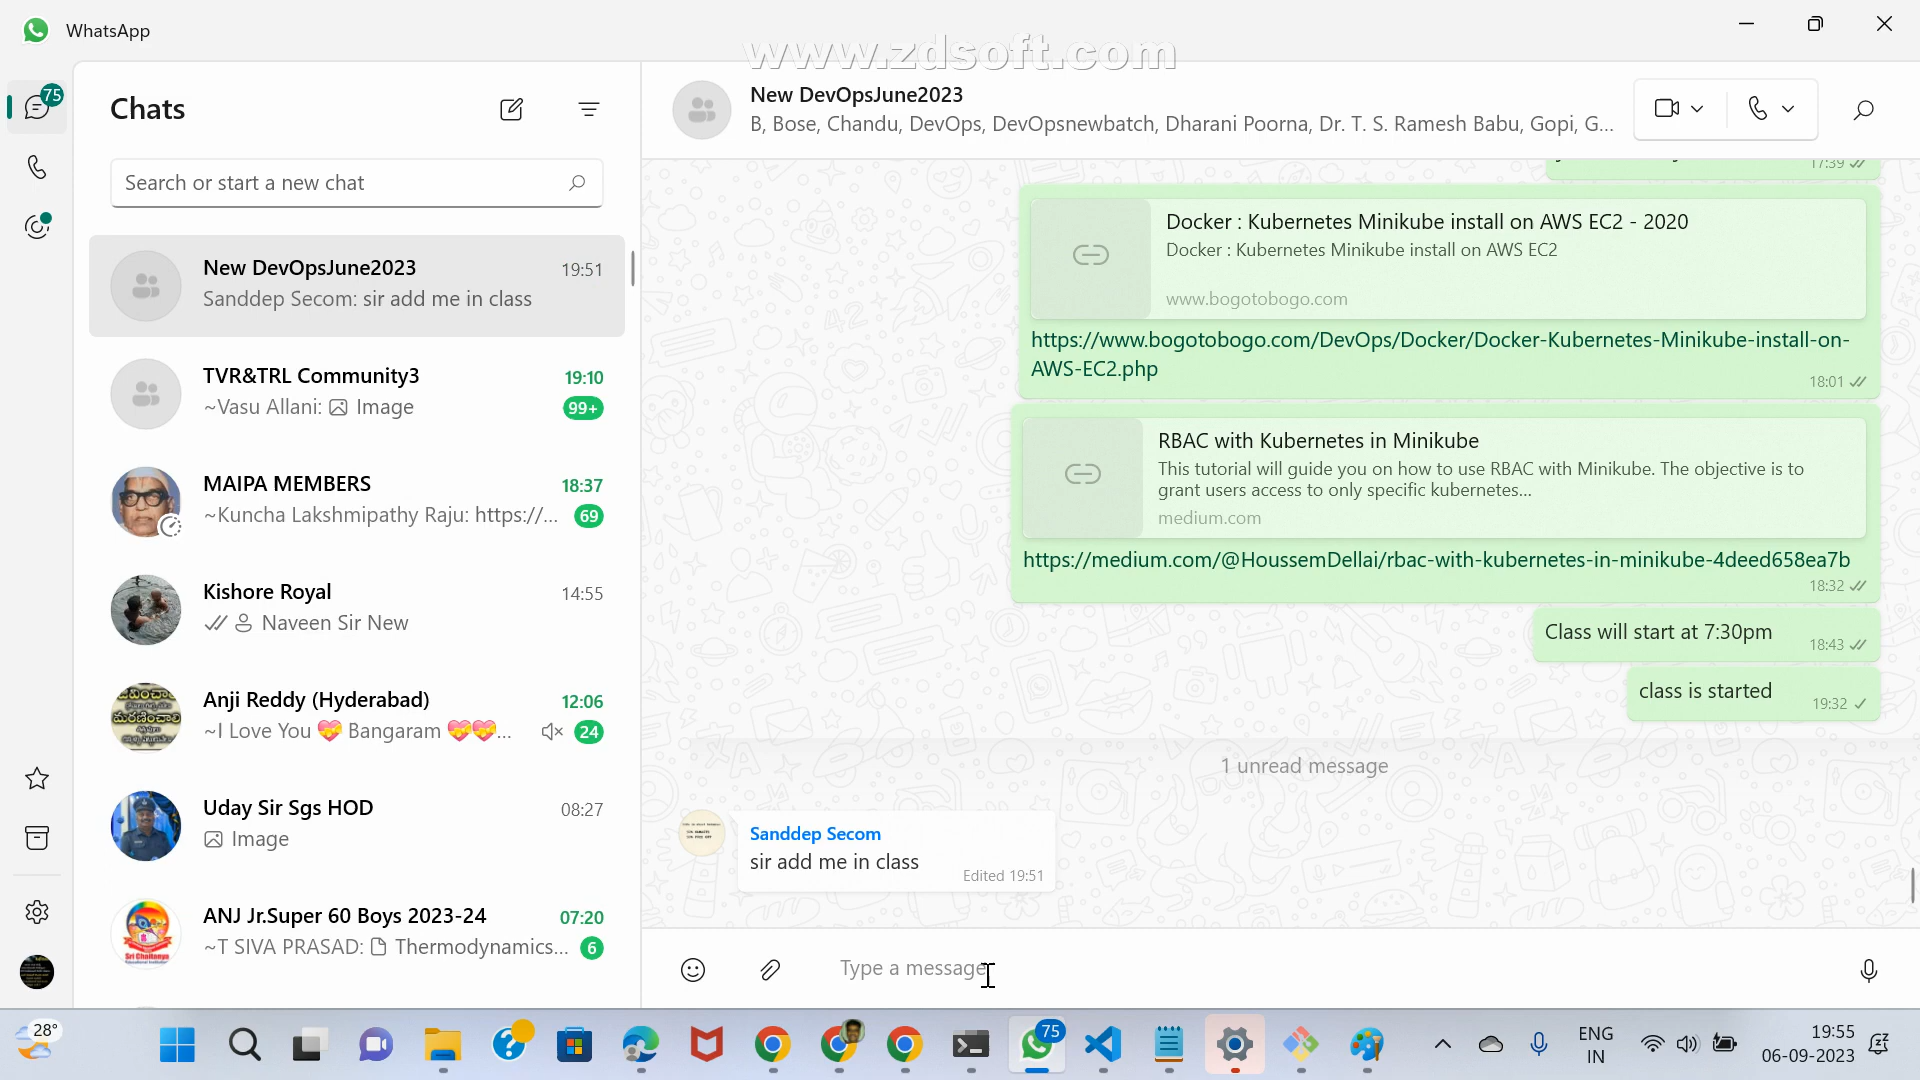 WhatsApp
www.zdsoft.com
75
Chats
Search or start a new chat
New DevOpsJune2023
19:51
Sanddep Secom: sir add me in class
TVR&TRL Community3
19:10
~Vasu Allani: Image
99+
MAIPA MEMBERS
18:37
~Kuncha Lakshmipathy Raju: https://...
69
Kishore Royal
14:55
Naveen Sir New
Anji Reddy (Hyderabad)
12:06
~I Love You 💝 Bangaram 💝💝...
24
Uday Sir Sgs HOD
08:27
Image
ANJ Jr.Super 60 Boys 2023-24
07:20
~T SIVA PRASAD: Thermodynamics...
6
New DevOpsJune2023
B, Bose, Chandu, DevOps, DevOpsnewbatch, Dharani Poorna, Dr. T. S. Ramesh Babu, Gopi, G...
17:39
Docker : Kubernetes Minikube install on AWS EC2 - 2020
Docker : Kubernetes Minikube install on AWS EC2
www.bogotobogo.com
https://www.bogotobogo.com/DevOps/Docker/Docker-Kubernetes-Minikube-install-on-
AWS-EC2.php
18:01
RBAC with Kubernetes in Minikube
This tutorial will guide you on how to use RBAC with Minikube. The objective is to
grant users access to only specific kubernetes...
medium.com
https://medium.com/@HoussemDellai/rbac-with-kubernetes-in-minikube-4deed658ea7b
18:32
Class will start at 7:30pm
18:43
class is started
19:32
1 unread message
Sanddep Secom
sir add me in class
Edited 19:51
Type a message
28°
75
ENG
IN
19:55
06-09-2023